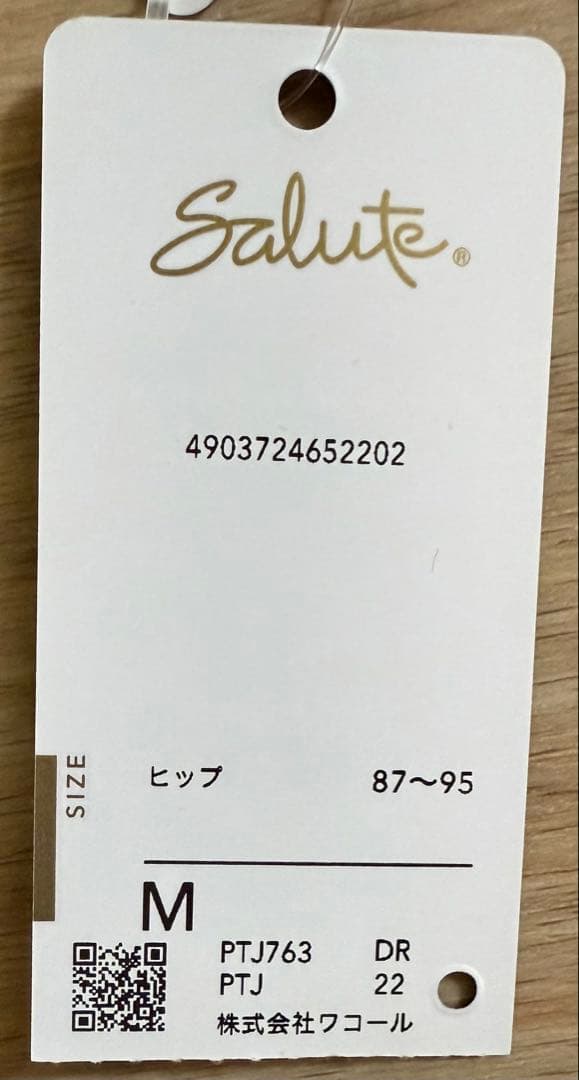 Salute®
4903724652202
SIZE
ヒップ 87〜95
M
PTJ763 DR
PTJ 22
株式会社ワコール